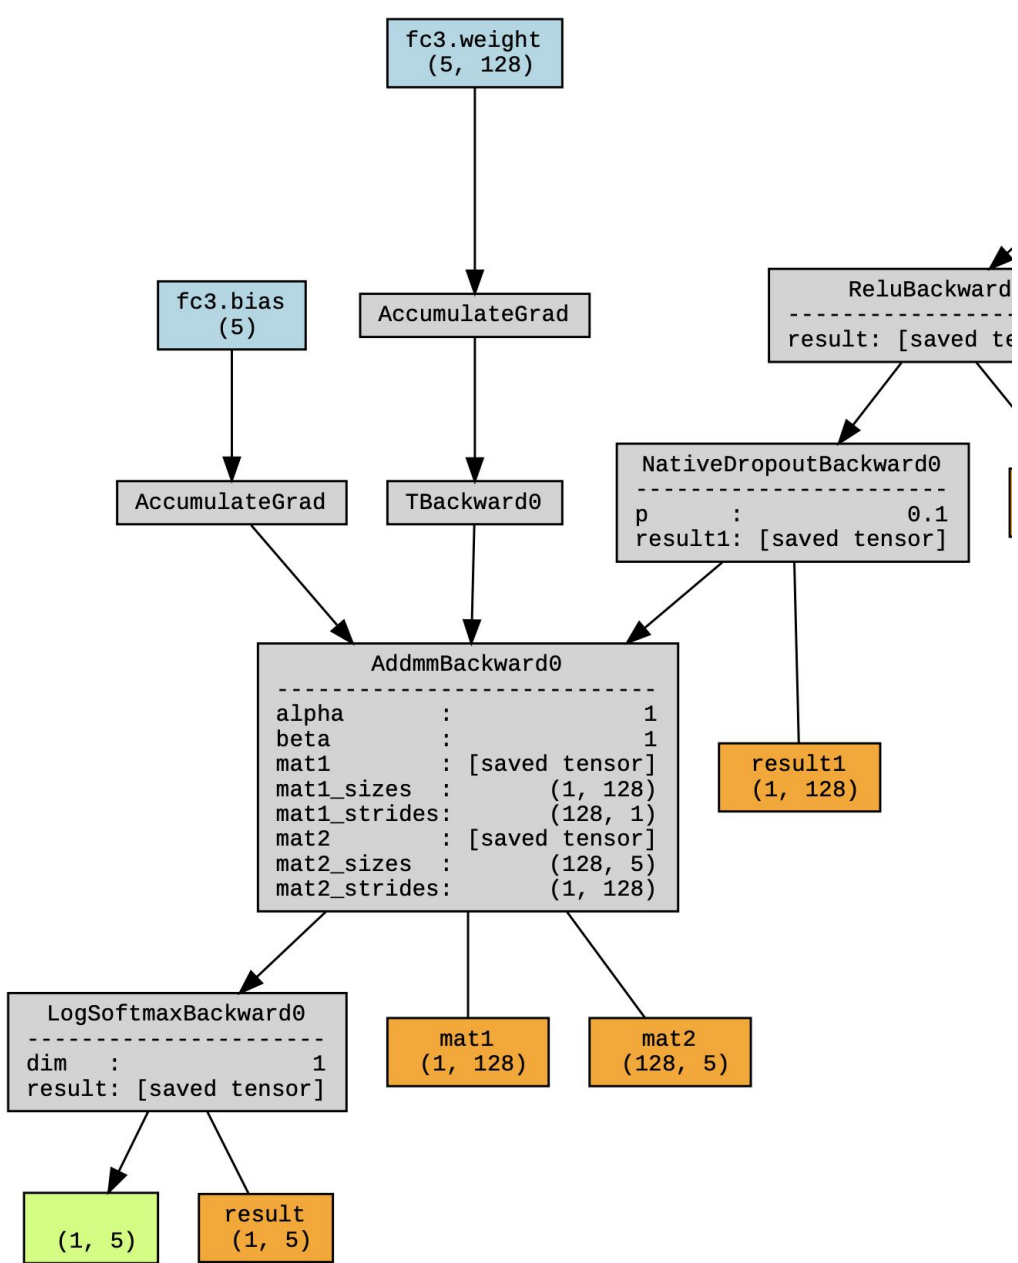 fc3.weight
(5, 128)
fc3.bias
(5)
AccumulateGrad
ReluBackward
-----------------
result: [saved te
AccumulateGrad
TBackward0
NativeDropoutBackward0
-----------------------
p      :            0.1
result1: [saved tensor]
AddmmBackward0
----------------------------
alpha       :              1
beta        :              1
mat1        : [saved tensor]
mat1_sizes  :       (1, 128)
mat1_strides:       (128, 1)
mat2        : [saved tensor]
mat2_sizes  :       (128, 5)
mat2_strides:       (1, 128)
result1
(1, 128)
LogSoftmaxBackward0
----------------------
dim   :              1
result: [saved tensor]
mat1
(1, 128)
mat2
(128, 5)
(1, 5)
result
(1, 5)